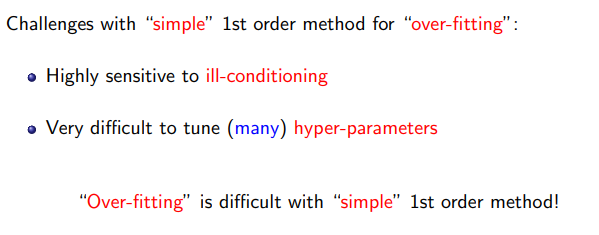 Challenges with “simple” 1st order method for “over-fitting”:
Highly sensitive to ill-conditioning
Very difficult to tune (many) hyper-parameters
“Over-fitting” is difficult with “simple” 1st order method!